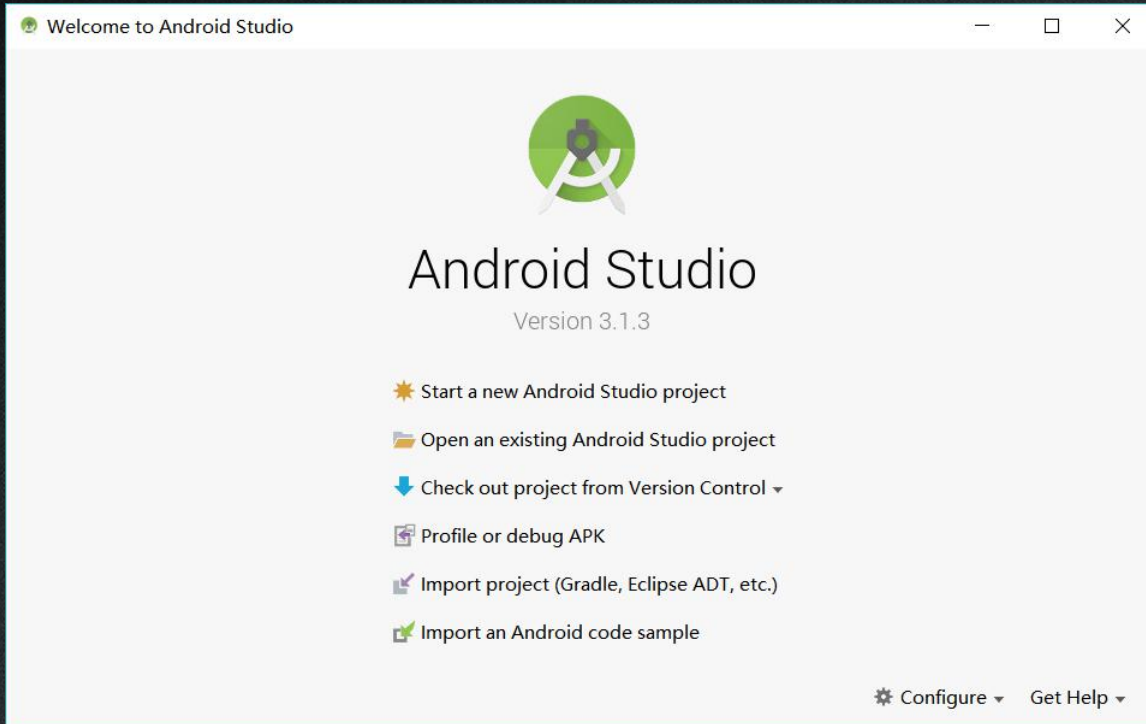 Welcome to Android Studio
Android Studio
Version 3.1.3
Start a new Android Studio project
Open an existing Android Studio project
Check out project from Version Control
Profile or debug APK
Import project (Gradle, Eclipse ADT, etc.)
Import an Android code sample
Configure Get Help